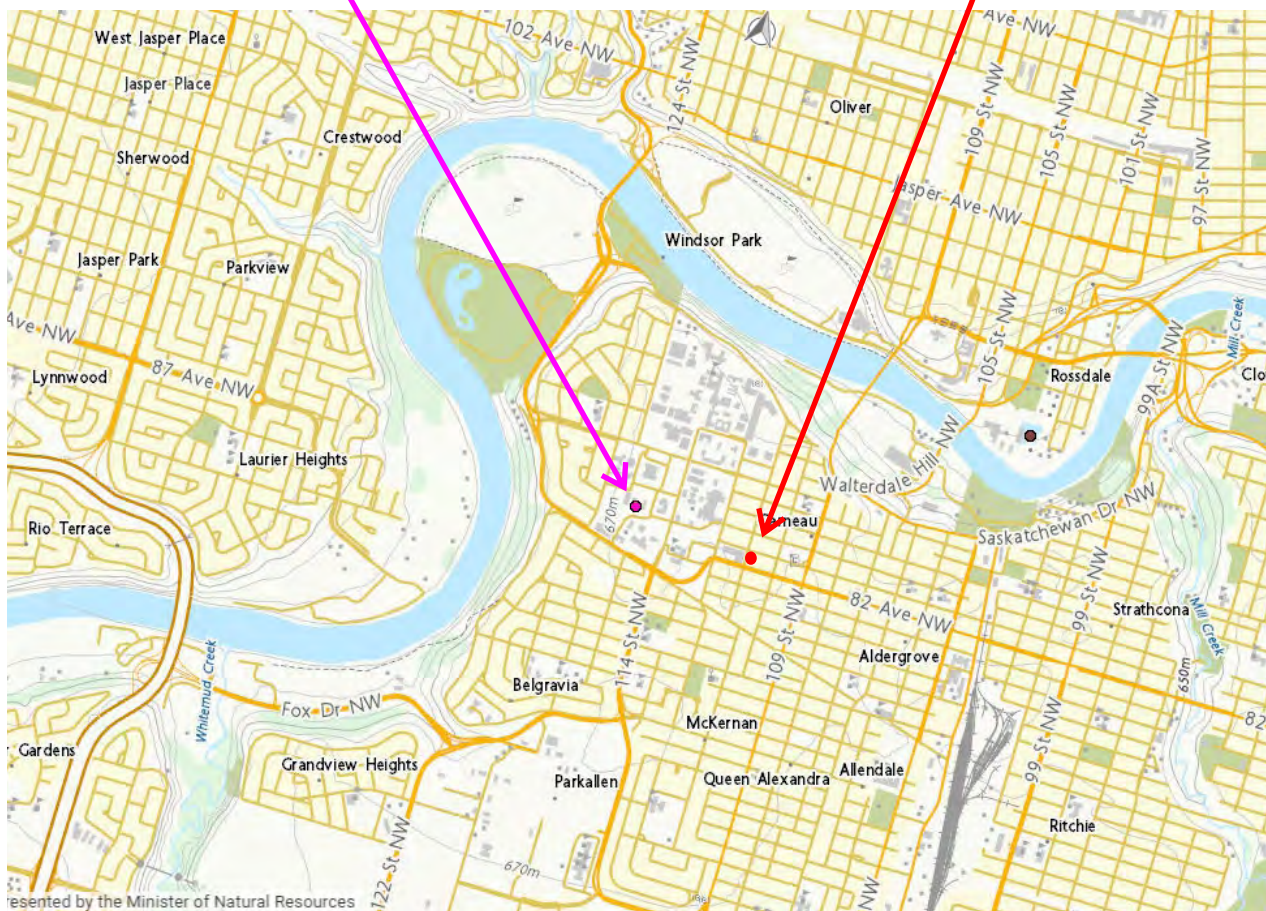 Ave NW
West Jasper Place
102 Ave NW
Jasper Place
124 St NW
Oliver
109 St NW
105 St NW
101 St NW
Crestwood
Sherwood
Jasper Ave NW
97 St NW
Windsor Park
Jasper Park
Parkview
Ave NW
87 Ave NW
105 St NW
Mill Creek
Lynnwood
Rossdale
Clo
99A St NW
Laurier Heights
Walterdale Hill NW
670m
Rio Terrace
Saskatchewan Dr NW
82 Ave NW
99 St NW
Strathcona
Mill Creek
114 St NW
109 St NW
Aldergrove
650m
Whitemud Creek
Belgravia
Fox Dr NW
McKernan
82
Gardens
Grandview Heights
Parkallen
Queen Alexandra
Allendale
99 St NW
Ritchie
122 St NW
670m
NW
resented by the Minister of Natural Resources